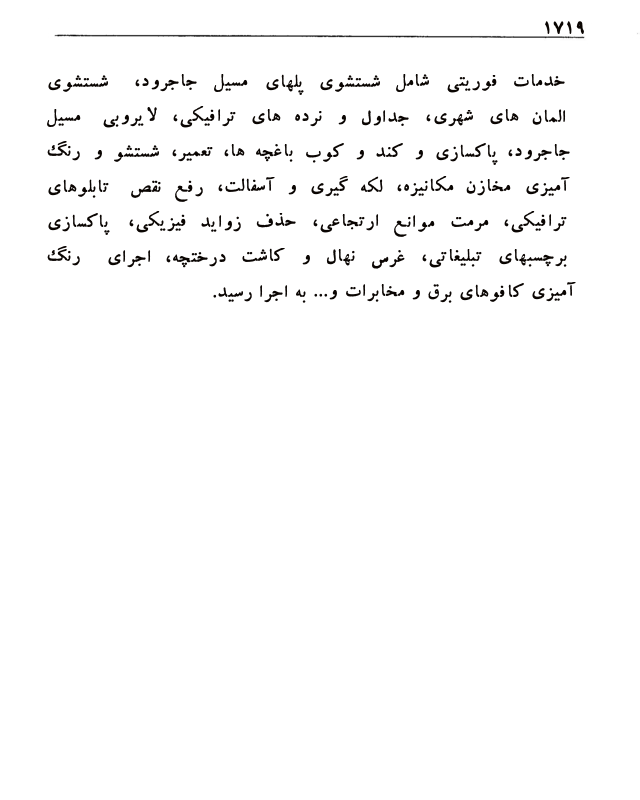 ۱۷۱۹
خدمات فوریتی شامل شستشوی پلهای مسیل جاجرود، شستشوی
المان های شهری، جداول و نرده های ترافیکی، لایروبی مسیل
جاجرود، پاکسازی و کند و کوب باغچه ها، تعمیر، شستشو و رنگ
آمیزی مخازن مکانیزه، لکه گیری و آسفالت، رفع نقص تابلوهای
ترافیکی، مرمت موانع ارتجاعی، حذف زواید فیزیکی، پاکسازی
برچسبهای تبلیغاتی، غرس نهال و کاشت درختچه، اجرای رنگ
آمیزی کافوهای برق و مخابرات و... به اجرا رسید.